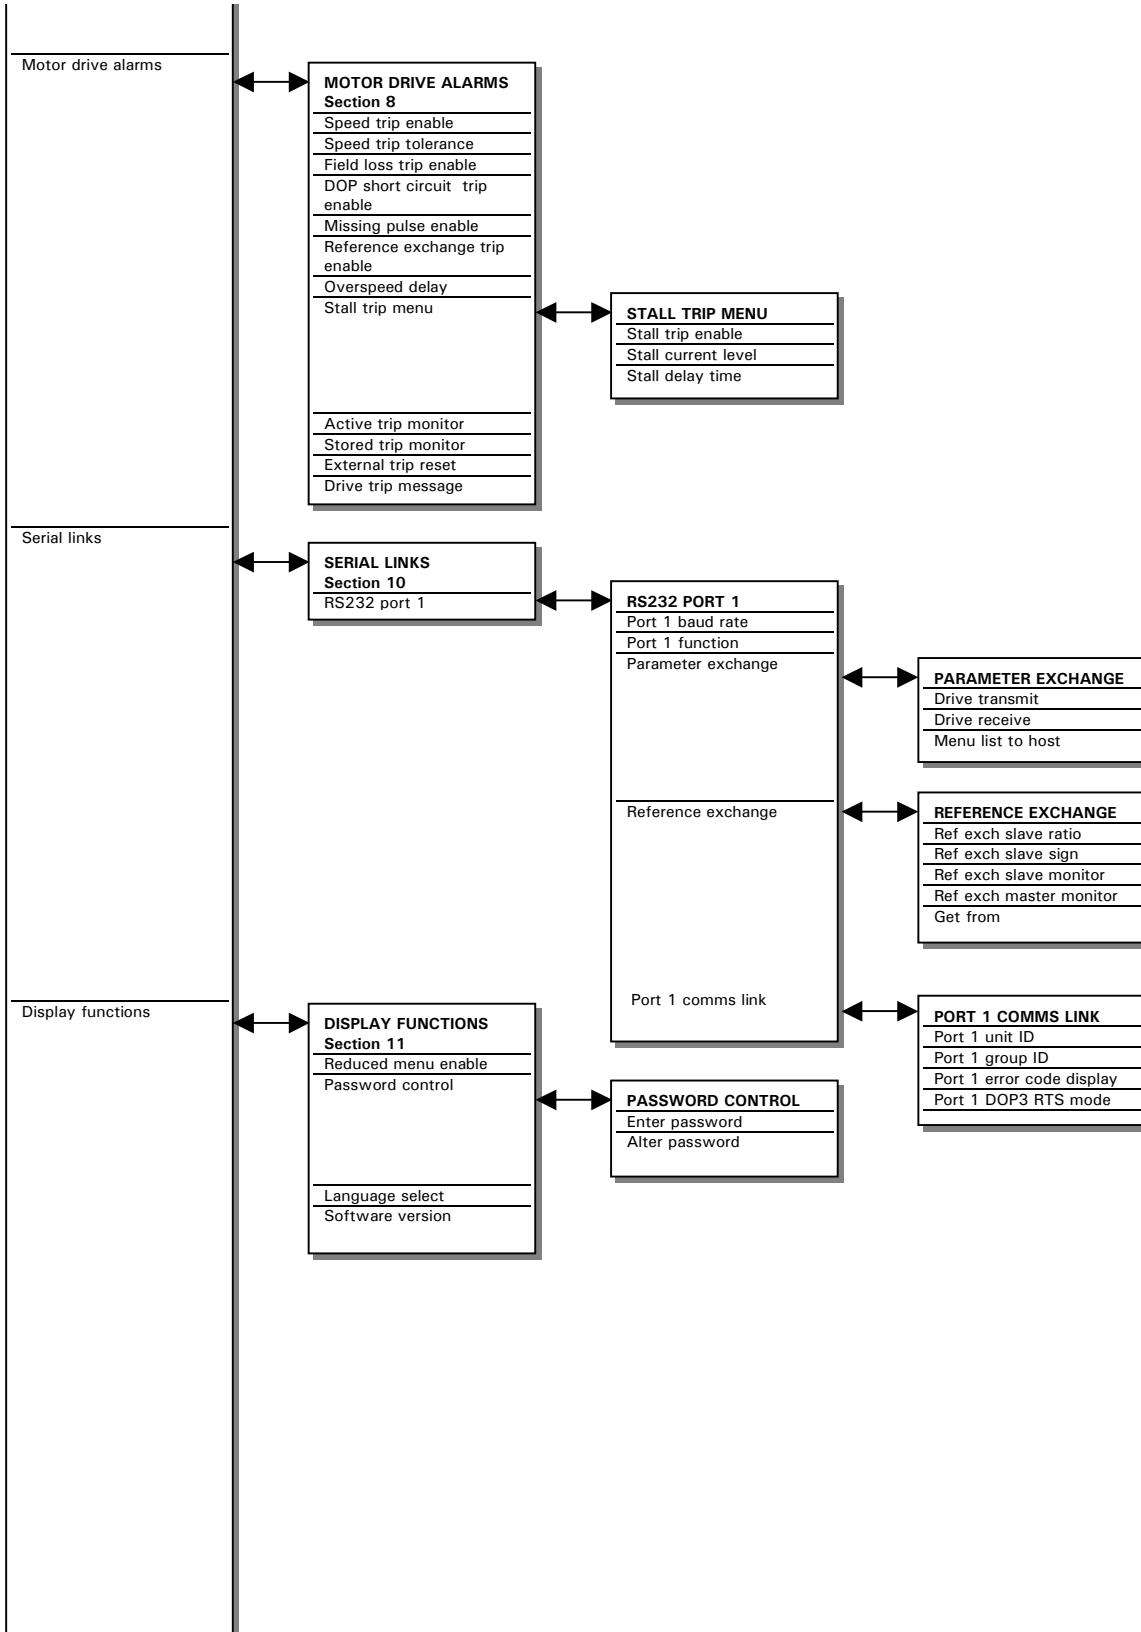 Motor drive alarms
MOTOR DRIVE ALARMS
Section 8
Speed trip enable
Speed trip tolerance
Field loss trip enable
DOP short circuit trip
enable
Missing pulse enable
Reference exchange trip
enable
Overspeed delay
Stall trip menu
STALL TRIP MENU
Stall trip enable
Stall current level
Stall delay time
Active trip monitor
Stored trip monitor
External trip reset
Drive trip message
Serial links
SERIAL LINKS
Section 10
RS232 port 1
RS232 PORT 1
Port 1 baud rate
Port 1 function
Parameter exchange
PARAMETER EXCHANGE
Drive transmit
Drive receive
Menu list to host
Reference exchange
REFERENCE EXCHANGE
Ref exch slave ratio
Ref exch slave sign
Ref exch slave monitor
Ref exch master monitor
Get from
Port 1 comms link
PORT 1 COMMS LINK
Port 1 unit ID
Port 1 group ID
Port 1 error code display
Port 1 DOP3 RTS mode
Display functions
DISPLAY FUNCTIONS
Section 11
Reduced menu enable
Password control
PASSWORD CONTROL
Enter password
Alter password
Language select
Software version